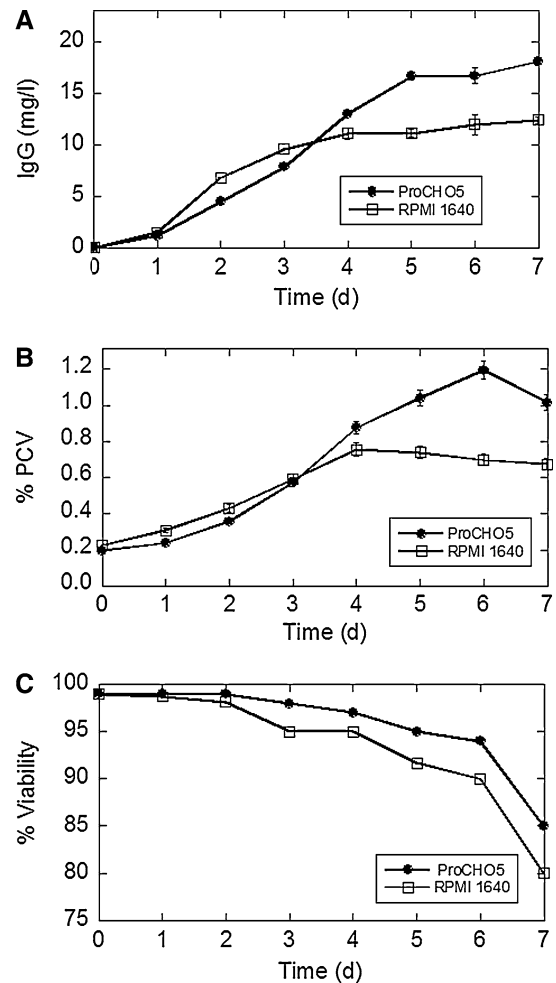 A
IgG (mg/l)
20
15
10
5
0
ProCHO5
RPMI 1640
0 1 2 3 4 5 6 7
Time (d)
B
% PCV
1.2
1.0
0.8
0.6
0.4
0.2
0.0
ProCHO5
RPMI 1640
0 1 2 3 4 5 6 7
Time (d)
C
% Viability
100
95
90
85
80
75
ProCHO5
RPMI 1640
0 1 2 3 4 5 6 7
Time (d)